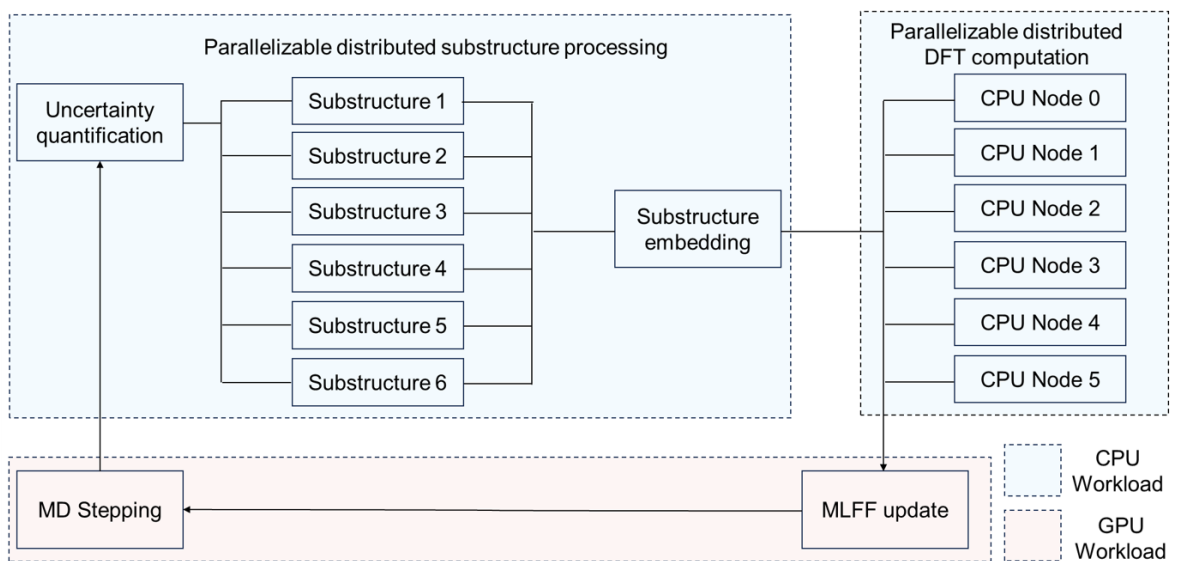 Parallelizable distributed substructure processing
Uncertainty
quantification
Substructure 1
Substructure 2
Substructure 3
Substructure 4
Substructure 5
Substructure 6
Substructure
embedding
Parallelizable distributed
DFT computation
CPU Node 0
CPU Node 1
CPU Node 2
CPU Node 3
CPU Node 4
CPU Node 5
MD Stepping
MLFF update
CPU
Workload
GPU
Workload